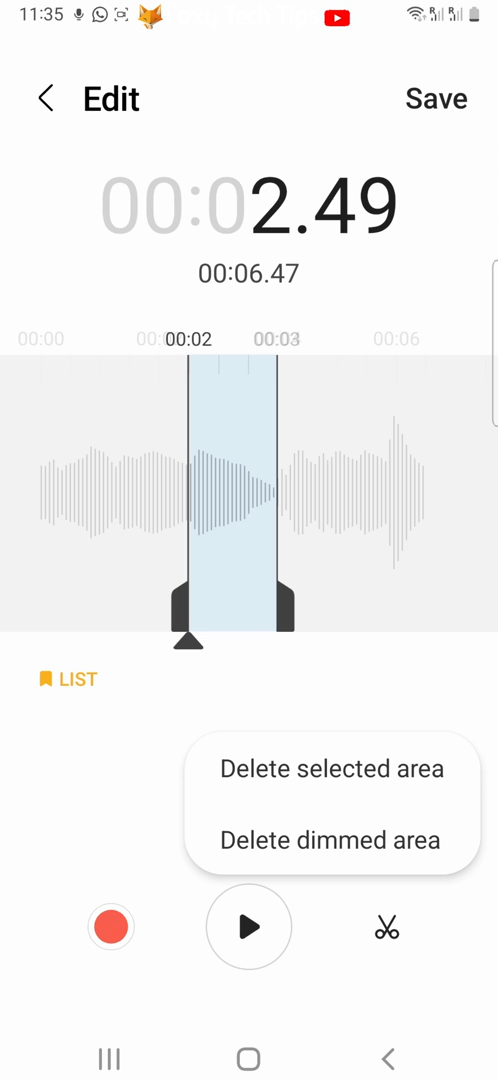 11:35
Edit
Save
00:02.49
00:06.47
00:00
00:02
00:03
00:06
LIST
Delete selected area
Delete dimmed area